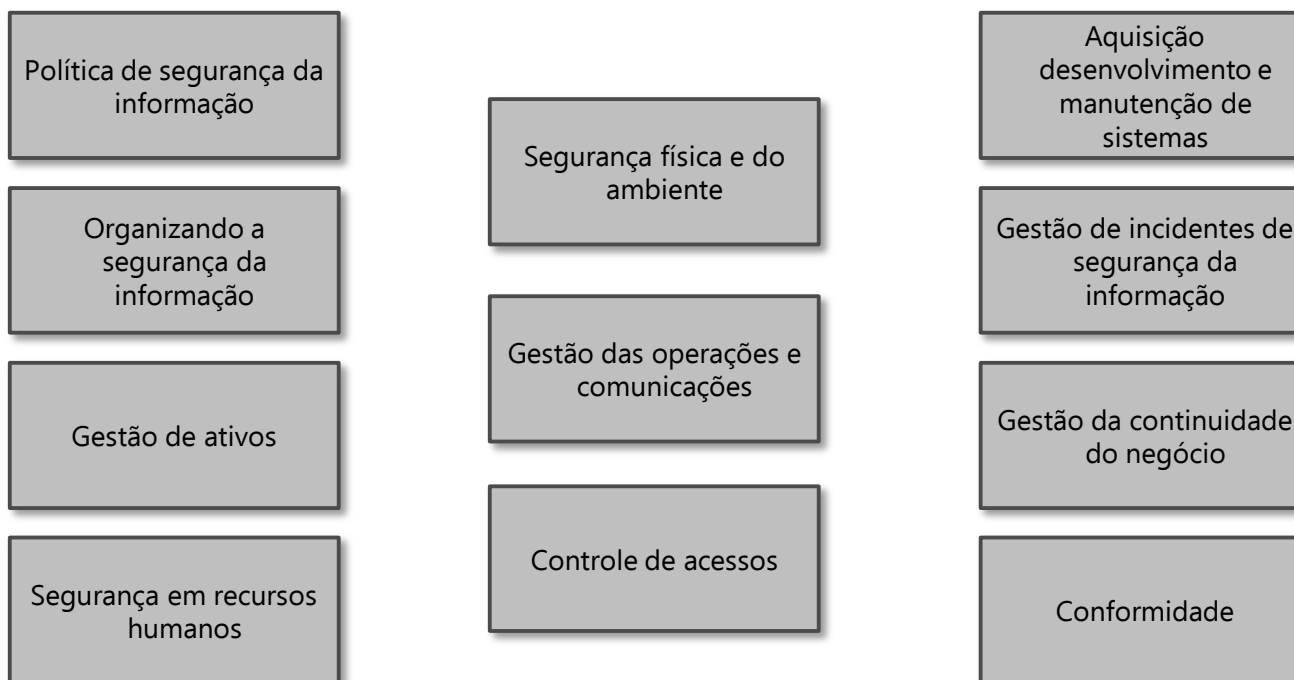 Política de segurança da
informação
Organizando a
segurança da
informação
Gestão de ativos
Segurança em recursos
humanos
Segurança física e do
ambiente
Gestão das operações e
comunicações
Controle de acessos
Aquisição
desenvolvimento e
manutenção de
sistemas
Gestão de incidentes de
segurança da
informação
Gestão da continuidade
do negócio
Conformidade